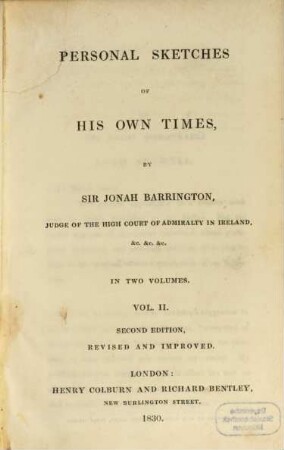 PERSONAL SKETCHES
OF
HIS OWN TIMES,
BY
SIR JONAH BARRINGTON,
JUDGE OF THE HIGH COURT OF ADMIRALTY IN IRELAND,
&c. &c. &c.
IN TWO VOLUMES.
VOL. II.
SECOND EDITION,
REVISED AND IMPROVED.
LONDON:
HENRY COLBURN AND RICHARD BENTLEY,
NEW BURLINGTON STREET.
1830.